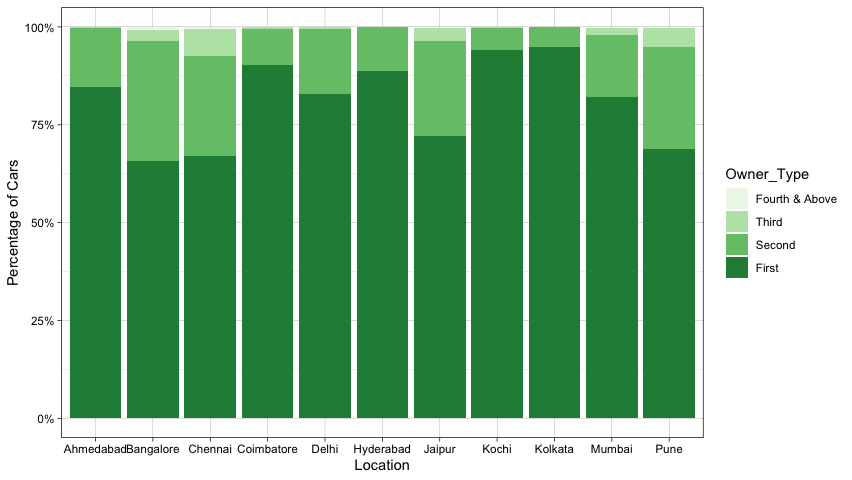 100%
75%
50%
25%
0%
Percentage of Cars
Ahmedabad Bangalore Chennai Coimbatore Delhi Hyderabad Jaipur Kochi Kolkata Mumbai Pune
Location
Owner_Type
Fourth & Above
Third
Second
First